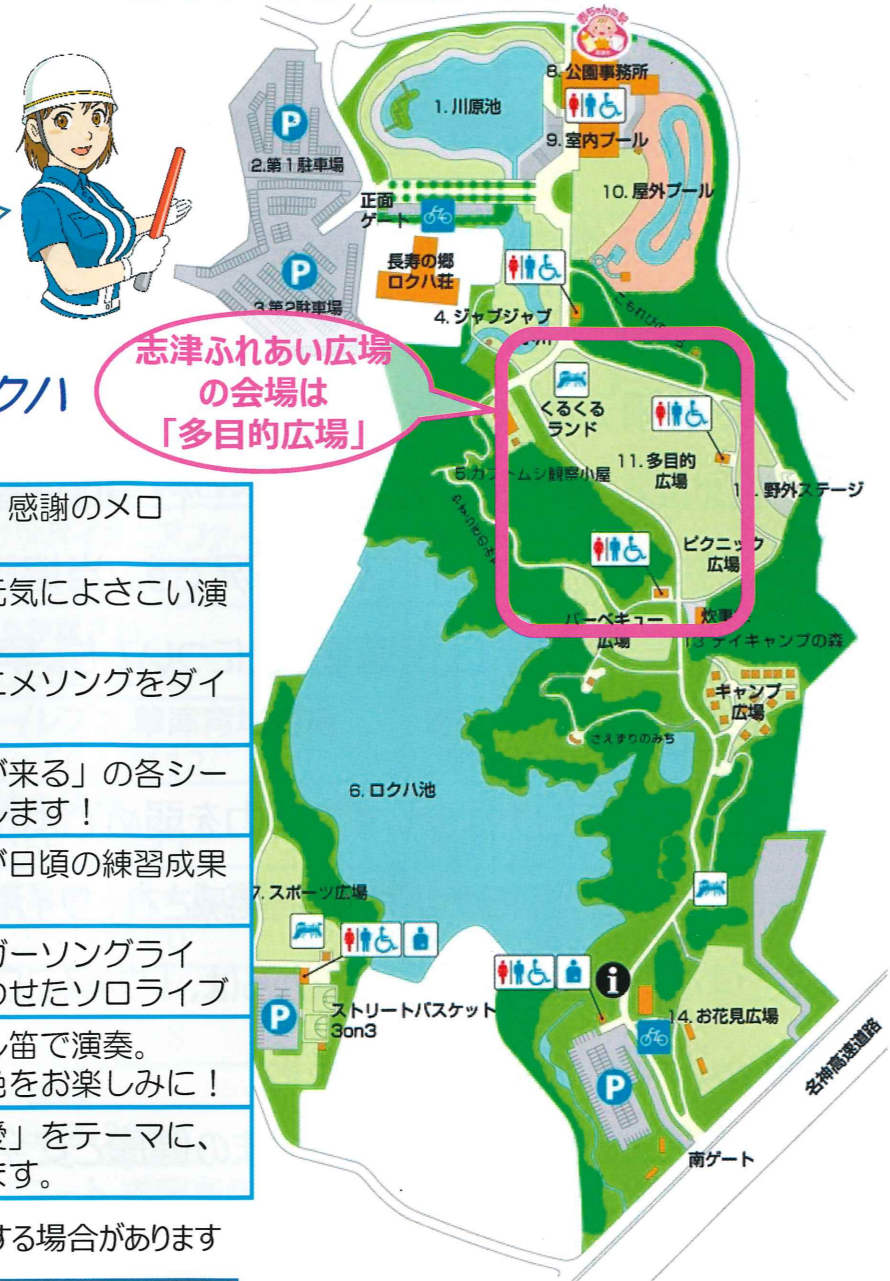 赤ちゃんの駅
8. 公園事務所
1. 川原池
P
9. 室内プール
2. 第1駐車場
10. 屋外プール
正面
ゲート
長寿の郷
ロクハ荘
P
3. 第2駐車場
4. ジャブジャブ
志津ふれあい広場
の会場は
「多目的広場」
クハ
くるくる
ランド
11. 多目的
広場
5. カブトムシ観察小屋
野外ステージ
ピクニック
広場
バーベキュー
広場
炊事
13 デイキャンプの森
キャンプ
広場
さえずりのみち
6. ロクハ池
7. スポーツ広場
ストリートバスケット
3on3
P
i
14. お花見広場
P
名神高速道路
南ゲート
感謝のメロ
元気によさこい演
ニメソングをダイ
が来る」の各シー
します！
が日頃の練習成果
ガーソングライ
わせたソロライブ
し笛で演奏。
色をお楽しみに！
愛」をテーマに、
ます。
する場合があります